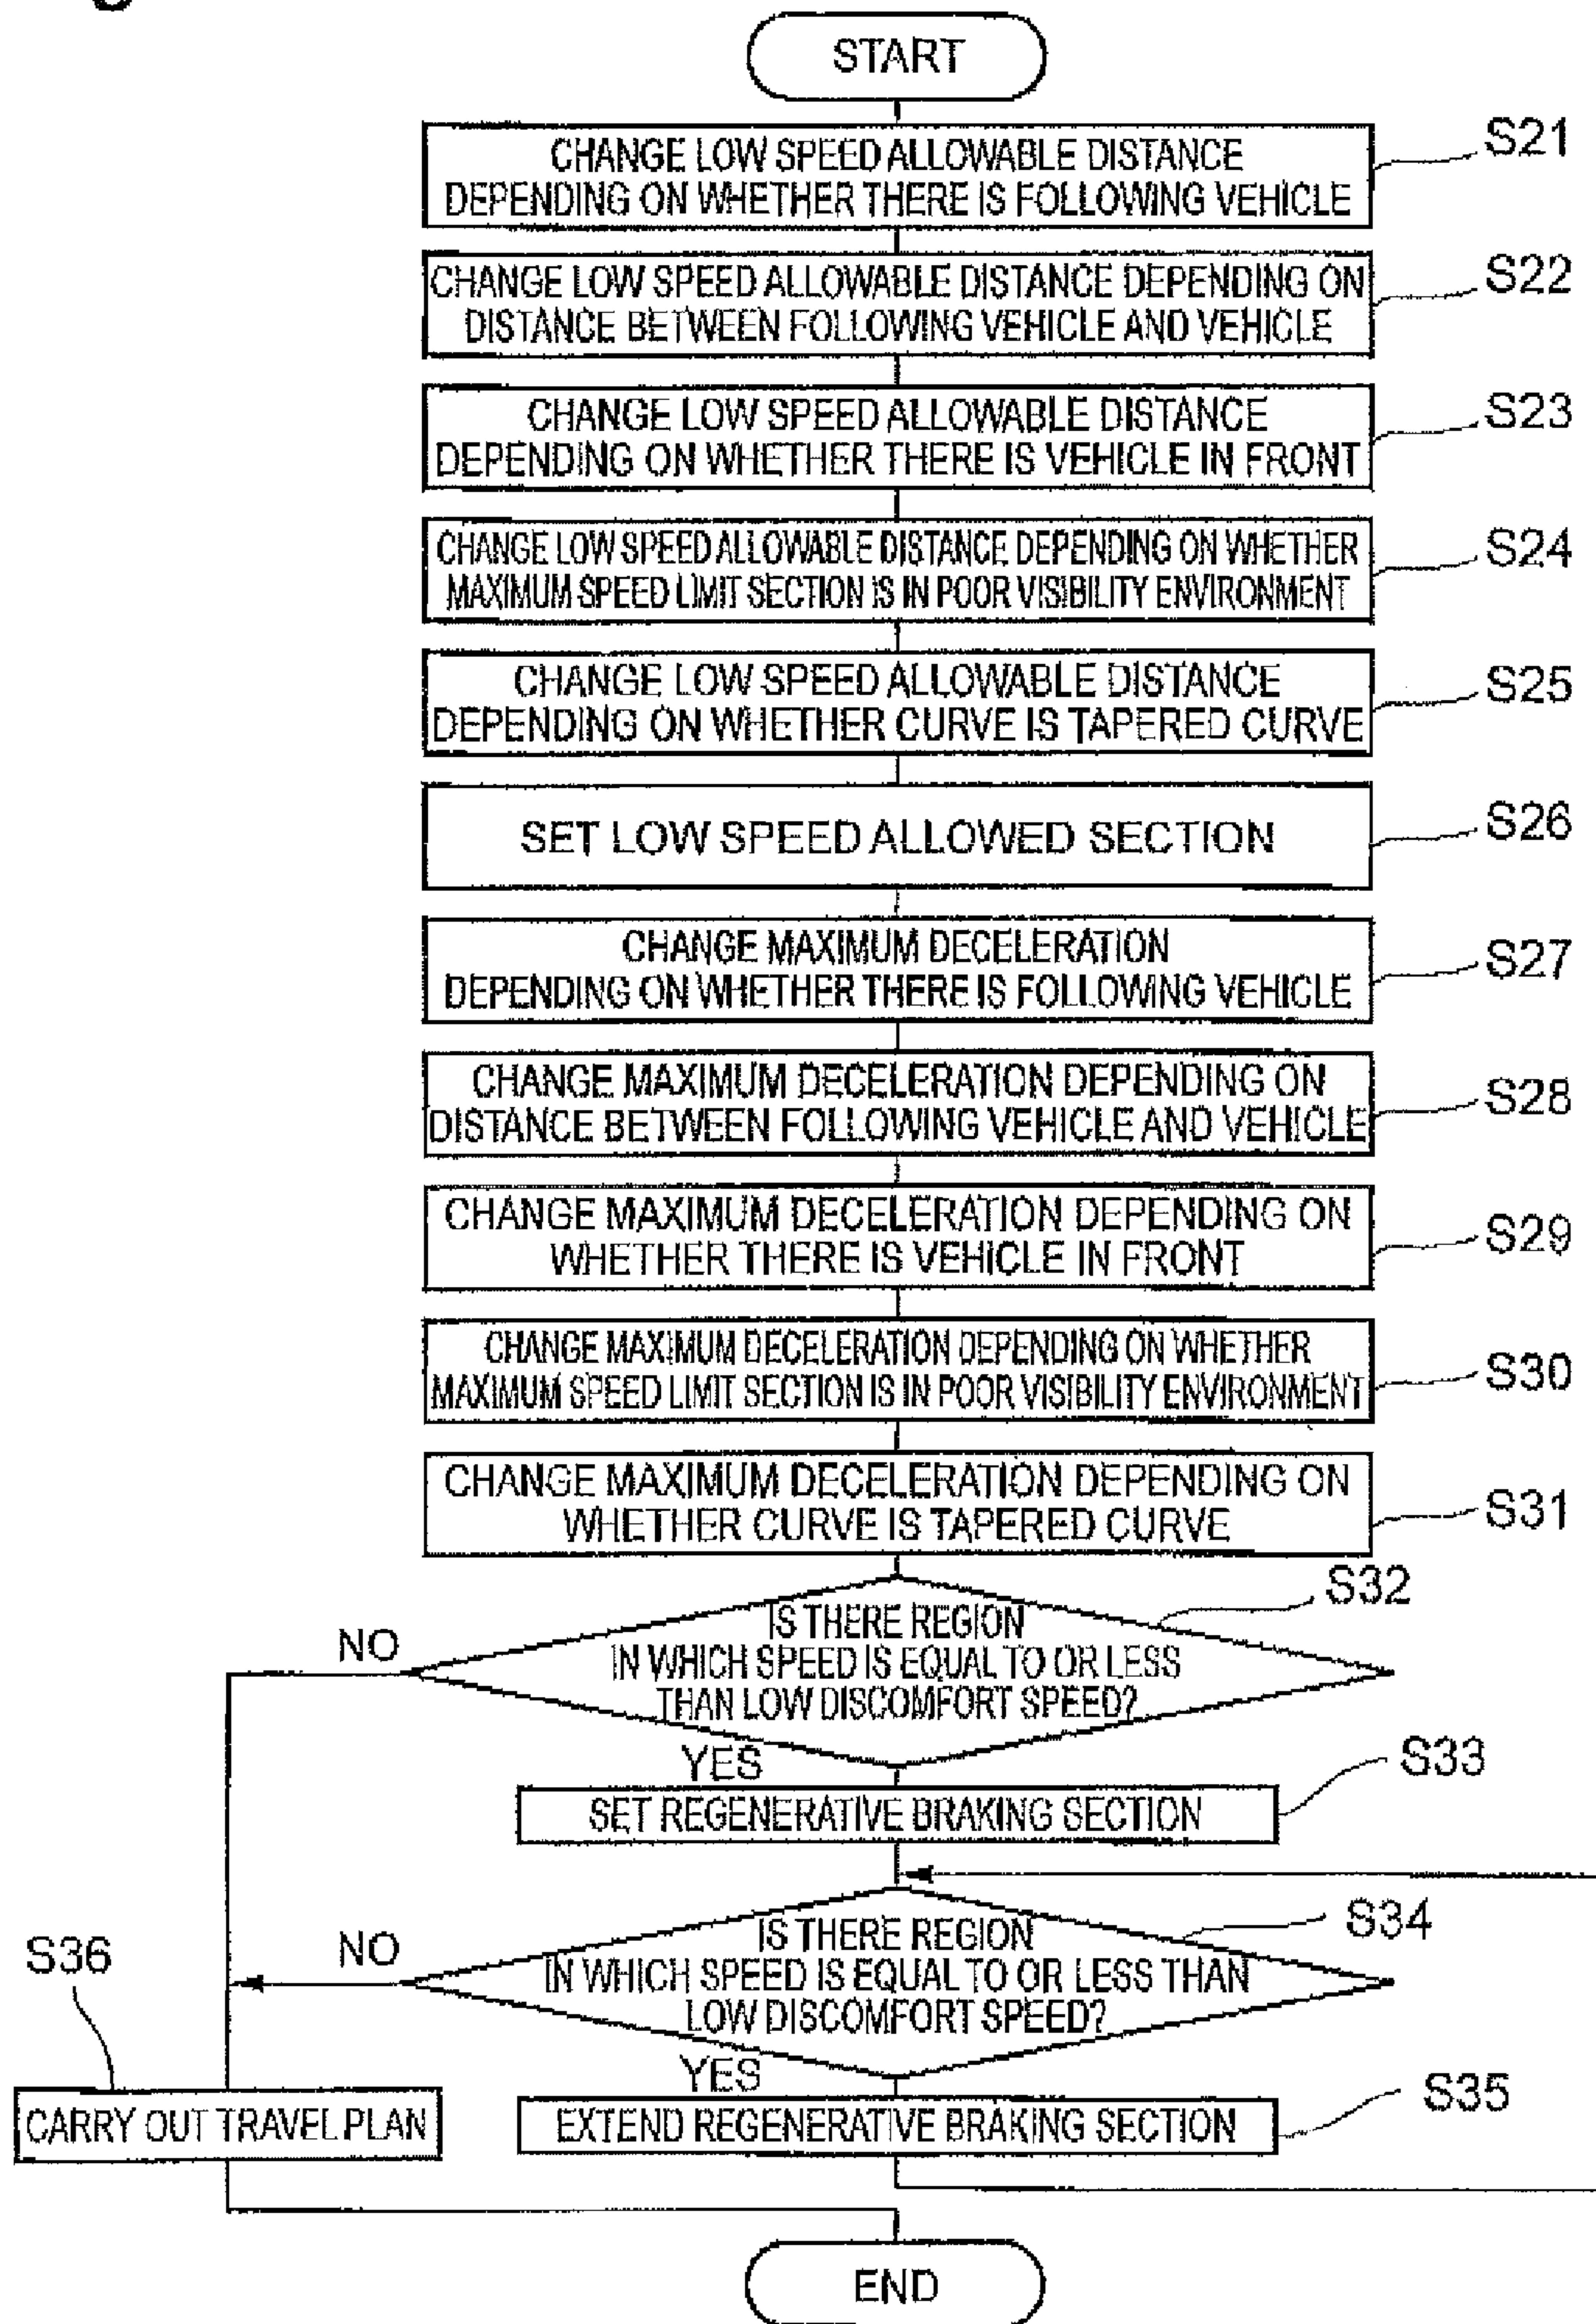 START
CHANGE LOW SPEED ALLOWABLE DISTANCE
DEPENDING ON WHETHER THERE IS FOLLOWING VEHICLE
S21
CHANGE LOW SPEED ALLOWABLE DISTANCE DEPENDING ON
DISTANCE BETWEEN FOLLOWING VEHICLE AND VEHICLE
S22
CHANGE LOW SPEED ALLOWABLE DISTANCE
DEPENDING ON WHETHER THERE IS VEHICLE IN FRONT
S23
CHANGE LOW SPEED ALLOWABLE DISTANCE DEPENDING ON WHETHER
MAXIMUM SPEED LIMIT SECTION IS IN POOR VISIBILITY ENVIRONMENT
S24
CHANGE LOW SPEED ALLOWABLE DISTANCE
DEPENDING ON WHETHER CURVE IS TAPERED CURVE
S25
SET LOW SPEED ALLOWED SECTION
S26
CHANGE MAXIMUM DECELERATION
DEPENDING ON WHETHER THERE IS FOLLOWING VEHICLE
S27
CHANGE MAXIMUM DECELERATION DEPENDING ON
DISTANCE BETWEEN FOLLOWING VEHICLE AND VEHICLE
S28
CHANGE MAXIMUM DECELERATION DEPENDING ON
WHETHER THERE IS VEHICLE IN FRONT
S29
CHANGE MAXIMUM DECELERATION DEPENDING ON WHETHER
MAXIMUM SPEED LIMIT SECTION IS IN POOR VISIBILITY ENVIRONMENT
S30
CHANGE MAXIMUM DECELERATION DEPENDING ON
WHETHER CURVE IS TAPERED CURVE
S31
S32
IS THERE REGION
IN WHICH SPEED IS EQUAL TO OR LESS
THAN LOW DISCOMFORT SPEED?
NO
YES
S33
SET REGENERATIVE BRAKING SECTION
S34
IS THERE REGION
IN WHICH SPEED IS EQUAL TO OR LESS THAN
LOW DISCOMFORT SPEED?
NO
YES
S36
CARRY OUT TRAVEL PLAN
S35
EXTEND REGENERATIVE BRAKING SECTION
END